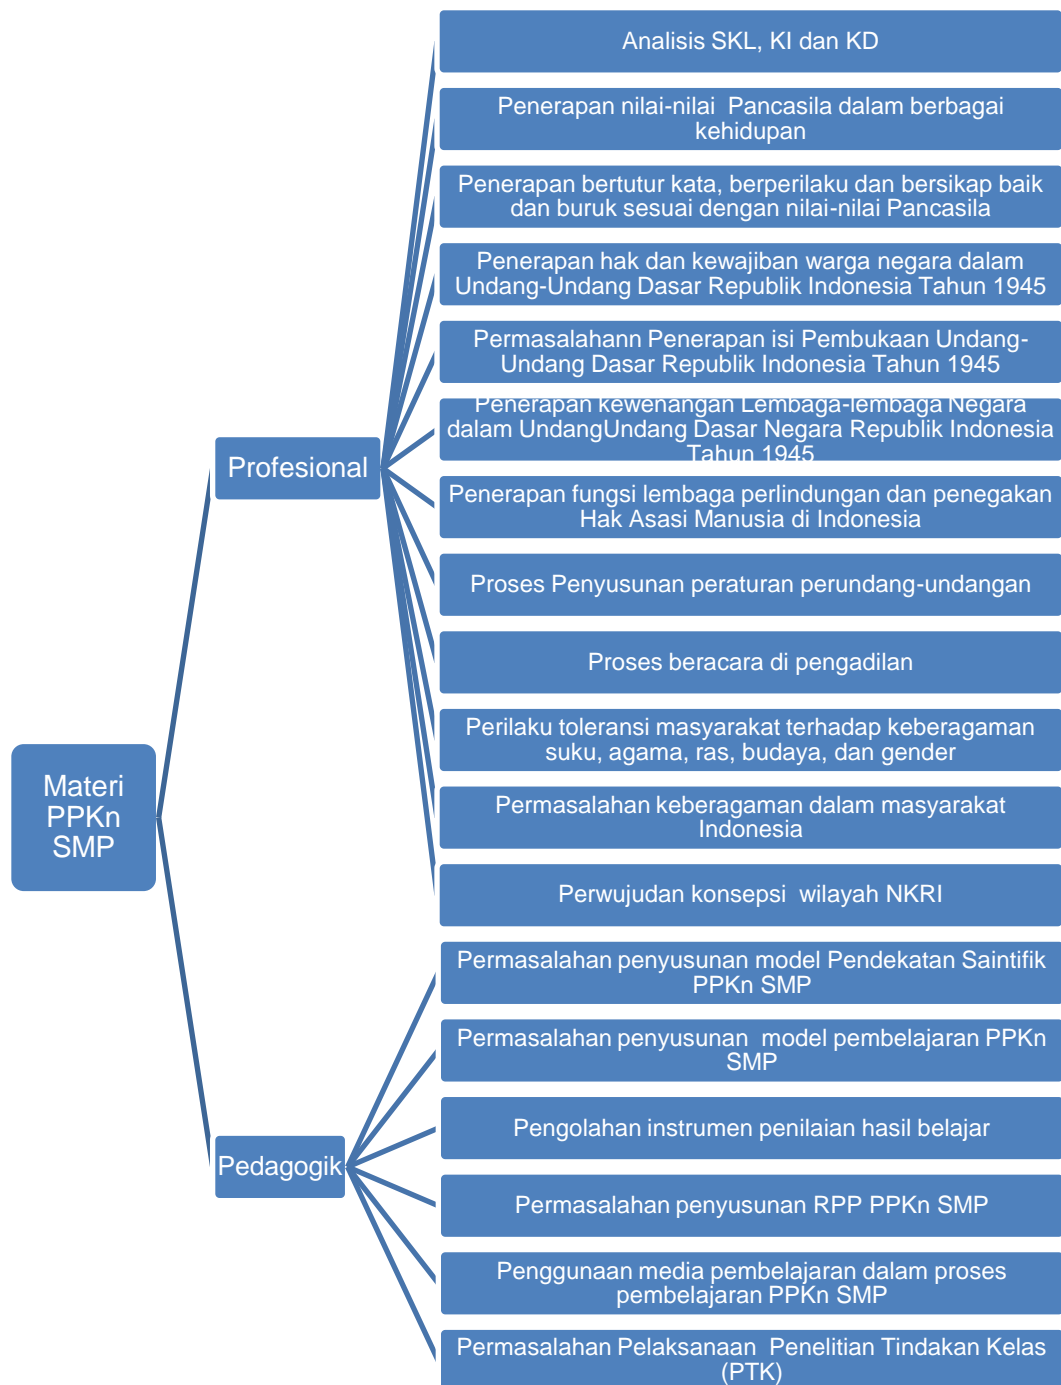 Materi
PPKn
SMP
Profesional
Analisis SKL, KI dan KD
Penerapan nilai-nilai Pancasila dalam berbagai
kehidupan
Penerapan bertutur kata, berperilaku dan bersikap baik
dan buruk sesuai dengan nilai-nilai Pancasila
Penerapan hak dan kewajiban warga negara dalam
Undang-Undang Dasar Republik Indonesia Tahun 1945
Permasalahann Penerapan isi Pembukaan Undang-
Undang Dasar Republik Indonesia Tahun 1945
Penerapan kewenangan Lembaga-lembaga Negara
dalam UndangUndang Dasar Negara Republik Indonesia
Tahun 1945
Penerapan fungsi lembaga perlindungan dan penegakan
Hak Asasi Manusia di Indonesia
Proses Penyusunan peraturan perundang-undangan
Proses beracara di pengadilan
Perilaku toleransi masyarakat terhadap keberagaman
suku, agama, ras, budaya, dan gender
Permasalahan keberagaman dalam masyarakat
Indonesia
Perwujudan konsepsi wilayah NKRI
Pedagogik
Permasalahan penyusunan model Pendekatan Saintifik
PPKn SMP
Permasalahan penyusunan model pembelajaran PPKn
SMP
Pengolahan instrumen penilaian hasil belajar
Permasalahan penyusunan RPP PPKn SMP
Penggunaan media pembelajaran dalam proses
pembelajaran PPKn SMP
Permasalahan Pelaksanaan Penelitian Tindakan Kelas
(PTK)